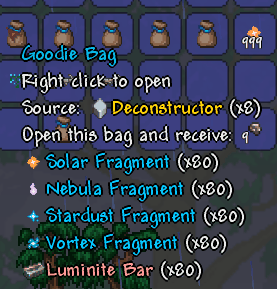 999
Goodie Bag
Right click to open
Source: Deconstructor (x8)
Open this bag and receive:
9
Solar Fragment (x80)
Nebula Fragment (x80)
Stardust Fragment (x80)
Vortex Fragment (x80)
Luminite Bar (x80)